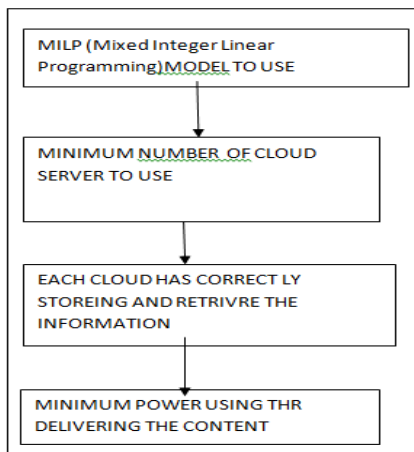 MILP (Mixed Integer Linear
Programming)MODEL TO USE
MINIMUM NUMBER OF CLOUD
SERVER TO USE
EACH CLOUD HAS CORRECT LY
STOREING AND RETRIVRE THE
INFORMATION
MINIMUM POWER USING THR
DELIVERING THE CONTENT